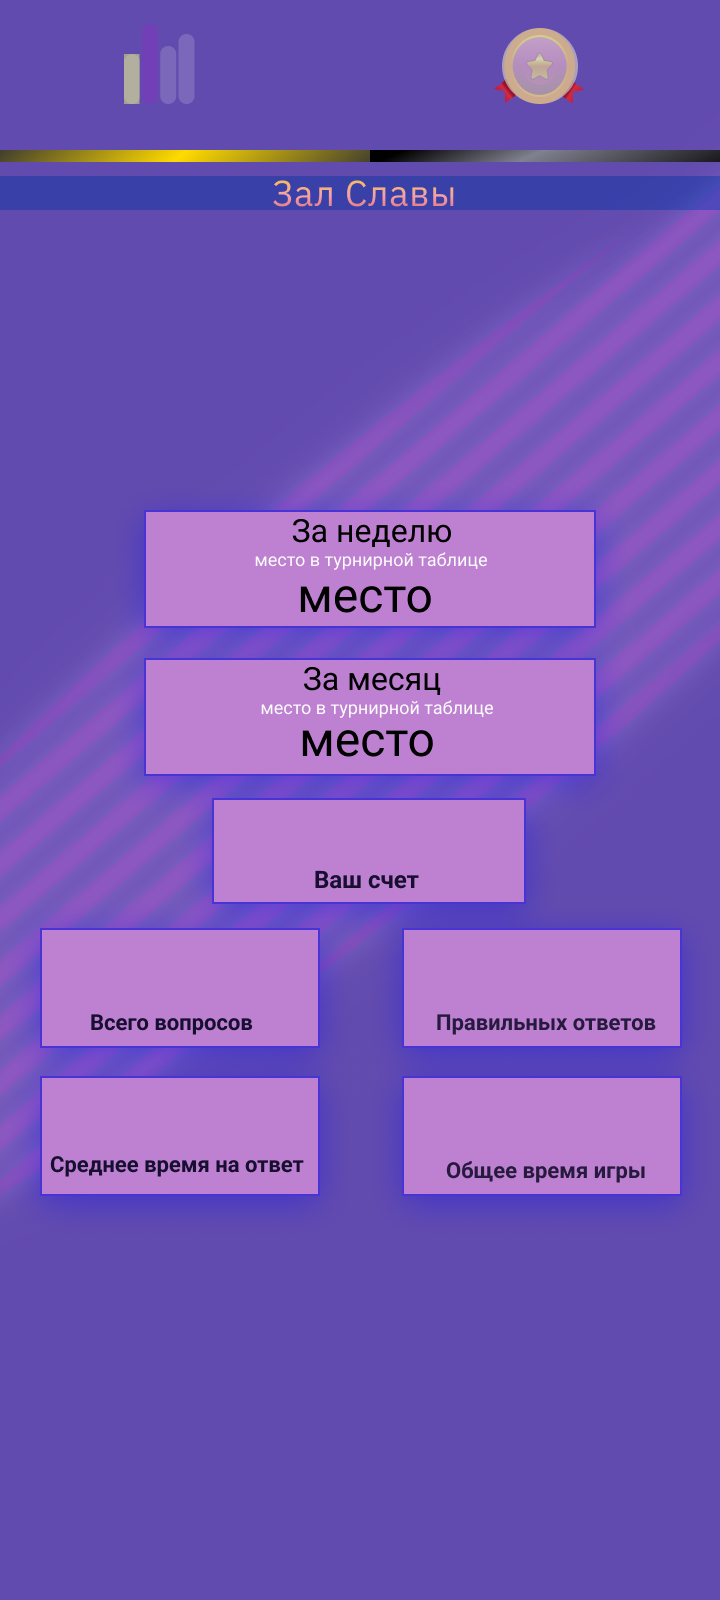 Зал Славы
За неделю
место в турнирной таблице
место
За месяц
место в турнирной таблице
место
Ваш счет
Всего вопросов
Правильных ответов
Среднее время на ответ
Общее время игры